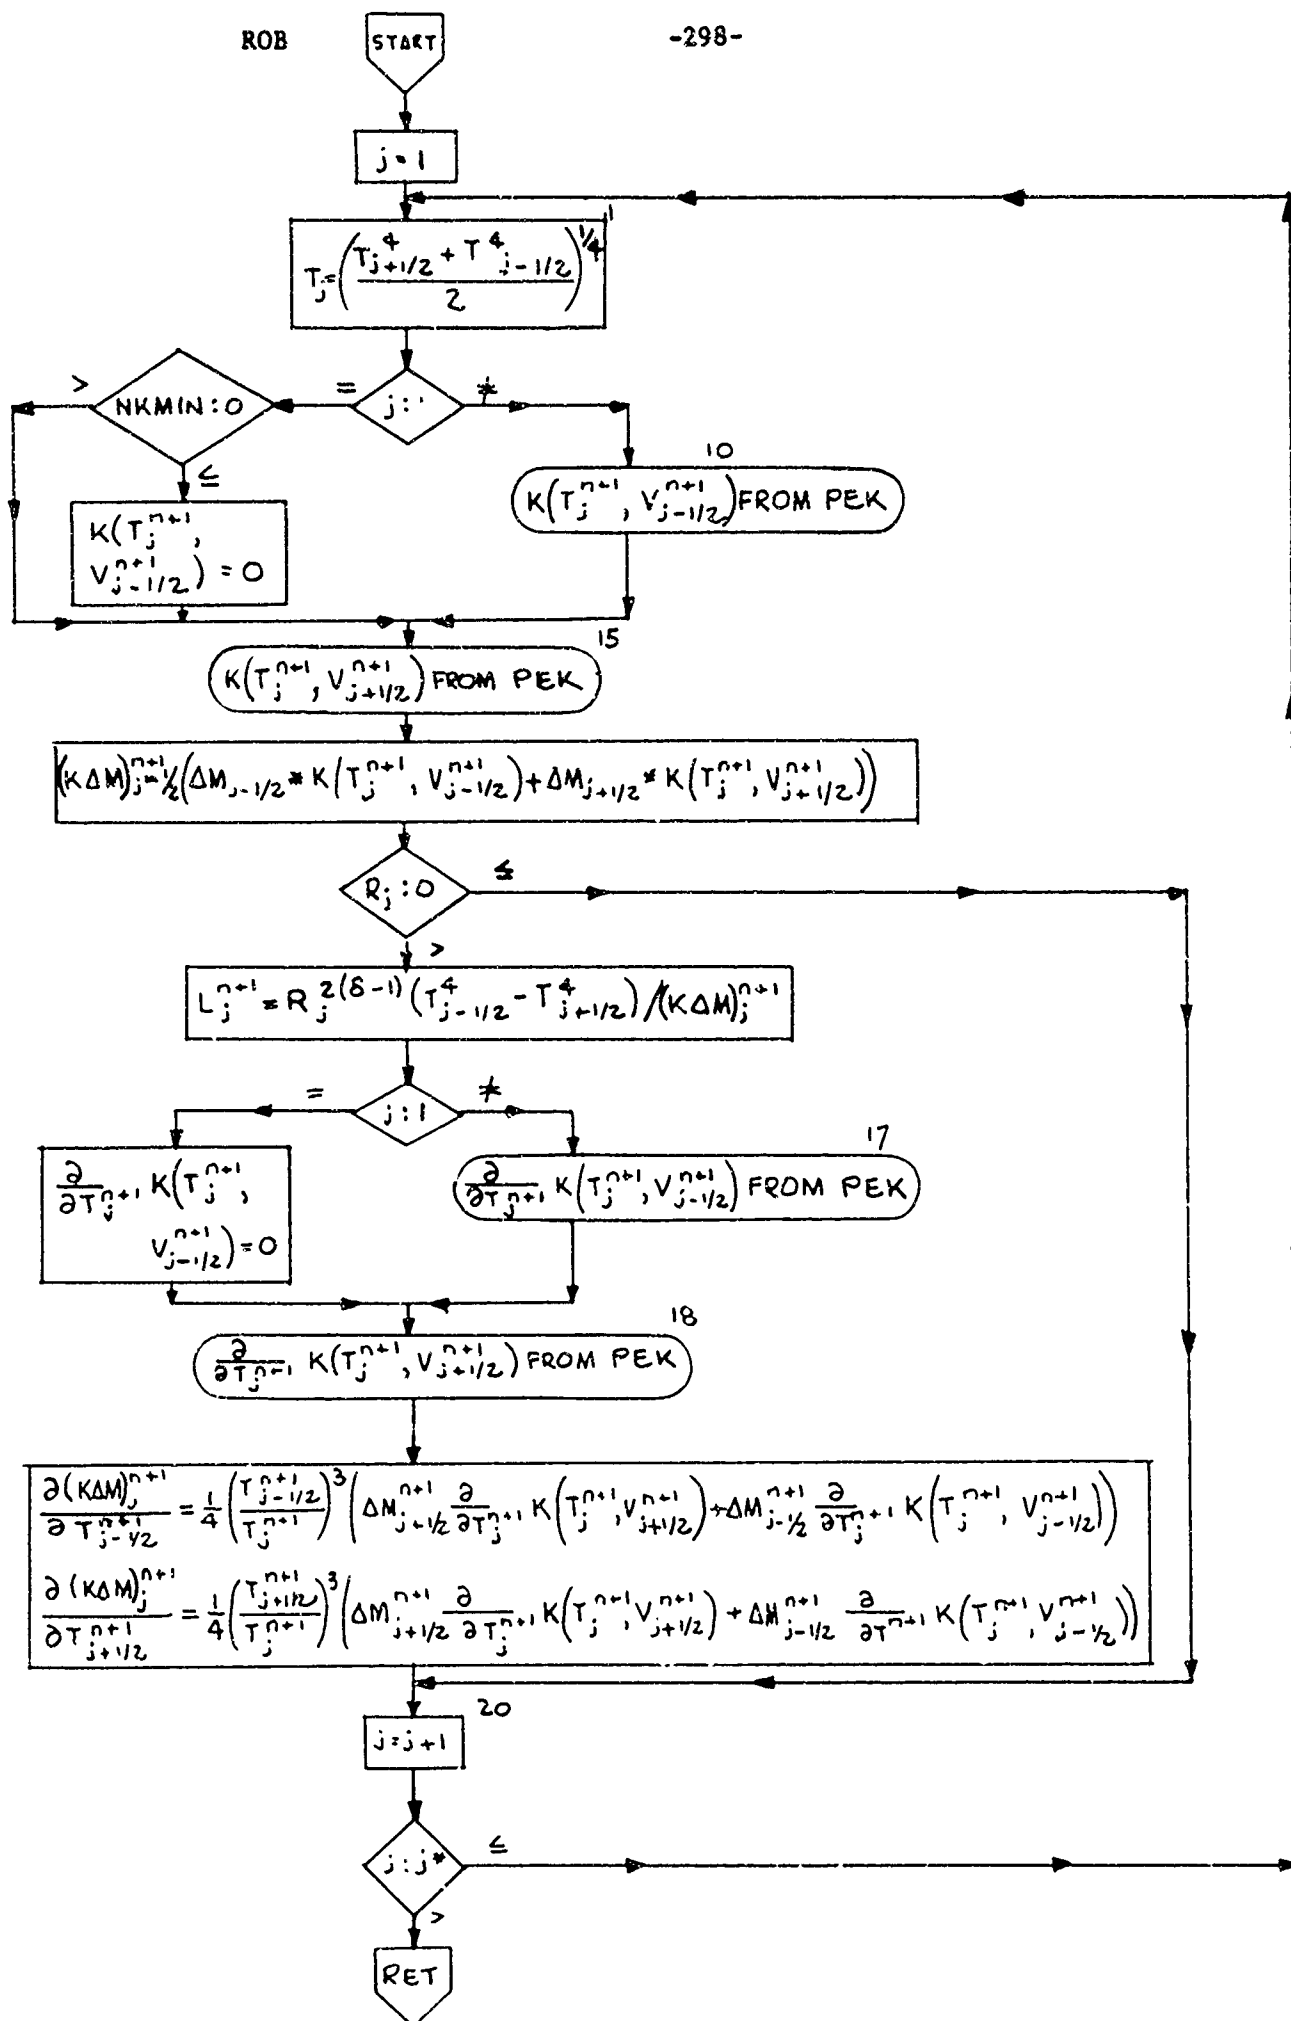 ROB
-298-
START
j = 1
1
T_j = ((T^4_{j+1/2} + T^4_{j-1/2}) / 2)^{1/4}
>
NKMIN : 0
=
j :
≠
≤
10
K(T_j^{n+1}, V_{j-1/2}^{n+1}) FROM PEK
K(T_j^{n+1},
V_{j-1/2}^{n+1}) = 0
15
K(T_j^{n+1}, V_{j+1/2}^{n+1}) FROM PEK
(KΔM)_j^{n+1} = 1/2 (ΔM_{j-1/2} * K(T_j^{n+1}, V_{j-1/2}^{n+1}) + ΔM_{j+1/2} * K(T_j^{n+1}, V_{j+1/2}^{n+1}))
R_j : 0
≤
>
L_j^{n+1} = R_j^{2(δ-1)} (T^4_{j-1/2} - T^4_{j+1/2}) / (KΔM)_j^{n+1}
=
j : 1
≠
17
∂/∂T_j^{n+1} K(T_j^{n+1},
V_{j-1/2}^{n+1}) = 0
∂/∂T_j^{n+1} K(T_j^{n+1}, V_{j-1/2}^{n+1}) FROM PEK
18
∂/∂T_j^{n+1} K(T_j^{n+1}, V_{j+1/2}^{n+1}) FROM PEK
∂(KΔM)_j^{n+1} / ∂T_{j-1/2}^{n+1} = 1/4 (T_{j-1/2}^{n+1} / T_j^{n+1})^3 (ΔM_{j+1/2}^{n+1} ∂/∂T_j^{n+1} K(T_j^{n+1}, V_{j+1/2}^{n+1}) + ΔM_{j-1/2}^{n+1} ∂/∂T_j^{n+1} K(T_j^{n+1}, V_{j-1/2}^{n+1}))
∂(KΔM)_j^{n+1} / ∂T_{j+1/2}^{n+1} = 1/4 (T_{j+1/2}^{n+1} / T_j^{n+1})^3 (ΔM_{j+1/2}^{n+1} ∂/∂T_j^{n+1} K(T_j^{n+1}, V_{j+1/2}^{n+1}) + ΔM_{j-1/2}^{n+1} ∂/∂T^{n+1} K(T_j^{n+1}, V_{j-1/2}^{n+1}))
20
j = j + 1
j : j*
≤
>
RET